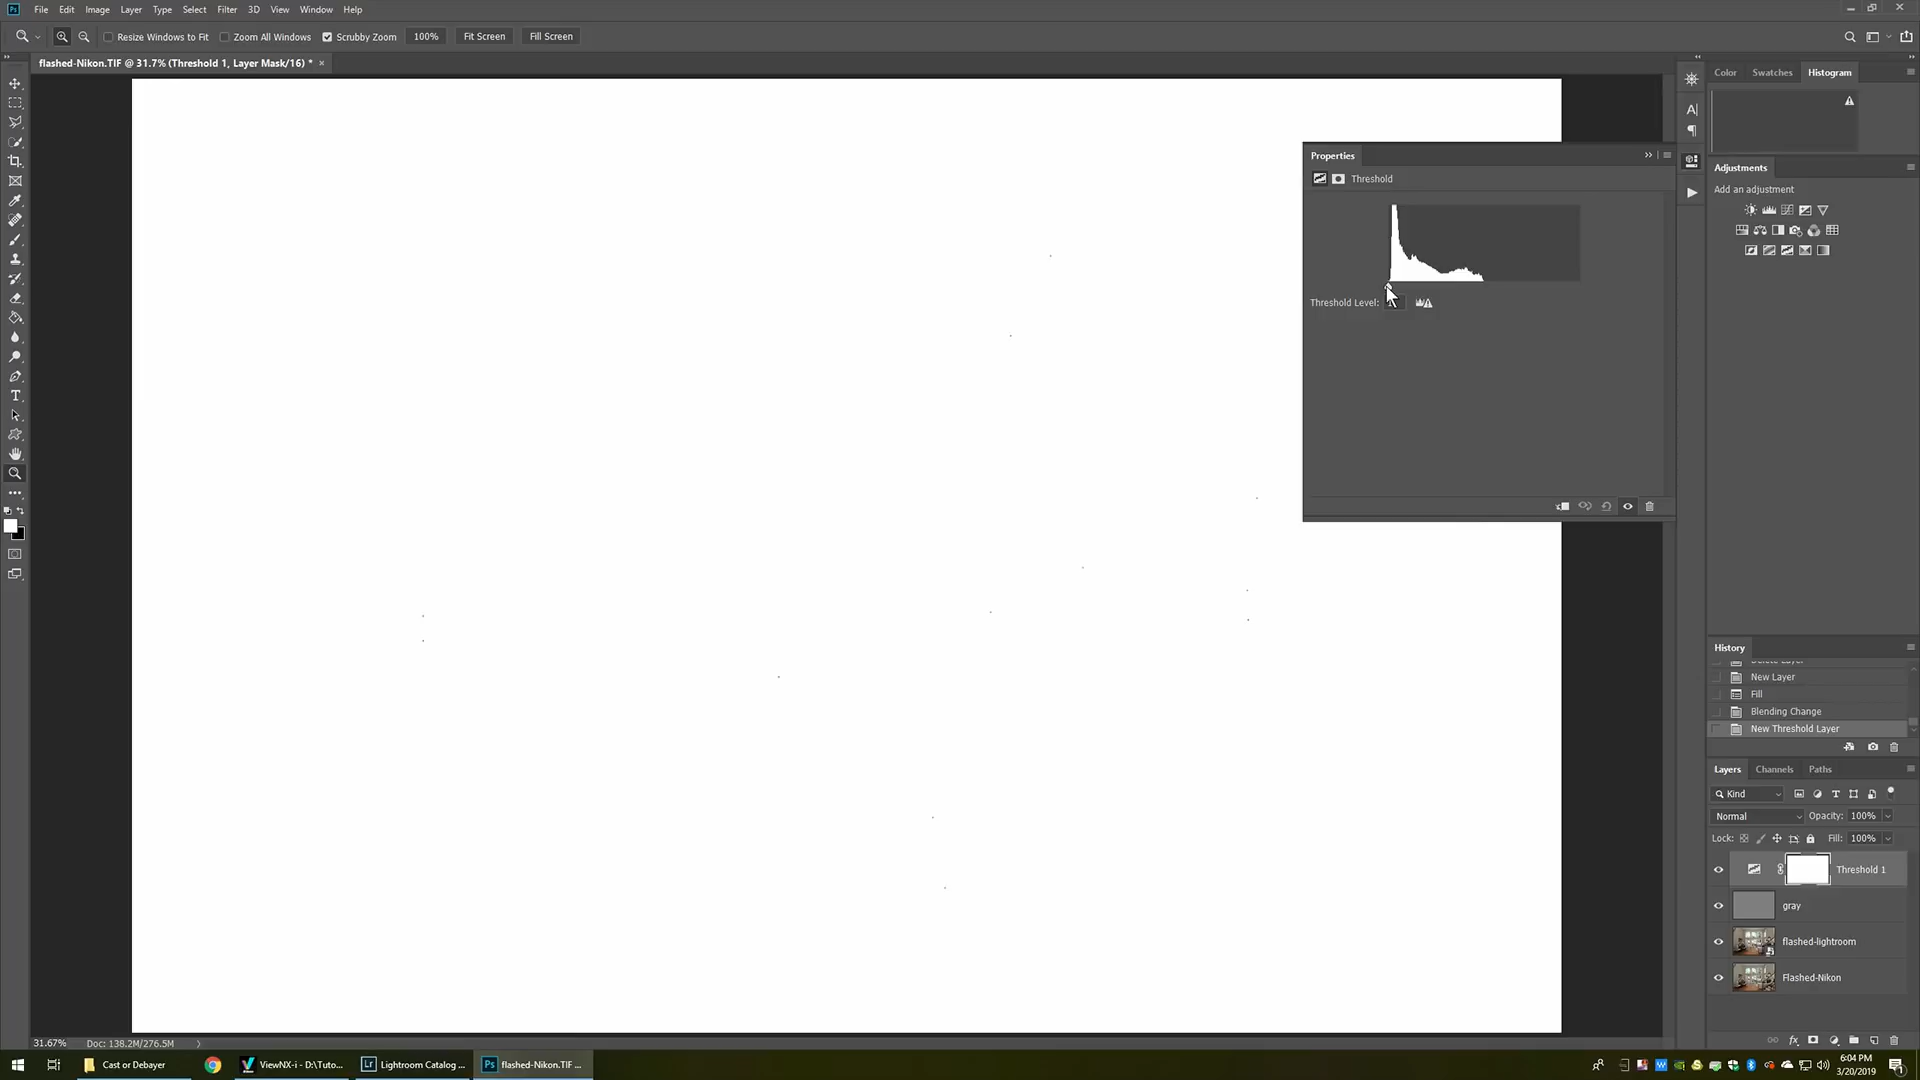 Ps File Edit Image Layer Type Select Filter 3D View Window Help
Resize Windows to Fit Zoom All Windows Scrubby Zoom 100% Fit Screen Fill Screen
flashed-Nikon.TIF @ 31.7% (Threshold 1, Layer Mask/16) * ×
Color Swatches Histogram
Properties
Threshold
Threshold Level:
Adjustments
Add an adjustment
History
New Layer
Fill
Blending Change
New Threshold Layer
Layers Channels Paths
Kind
Normal Opacity: 100%
Lock: Fill: 100%
Threshold 1
gray
flashed-lightroom
Flashed-Nikon
31.67% Doc: 138.2M/276.5M
Cast or Debayer ViewNX-i - D:\Tuto... Lr Lightroom Catalog ... Ps flashed-Nikon.TIF ...
6:04 PM
3/20/2019